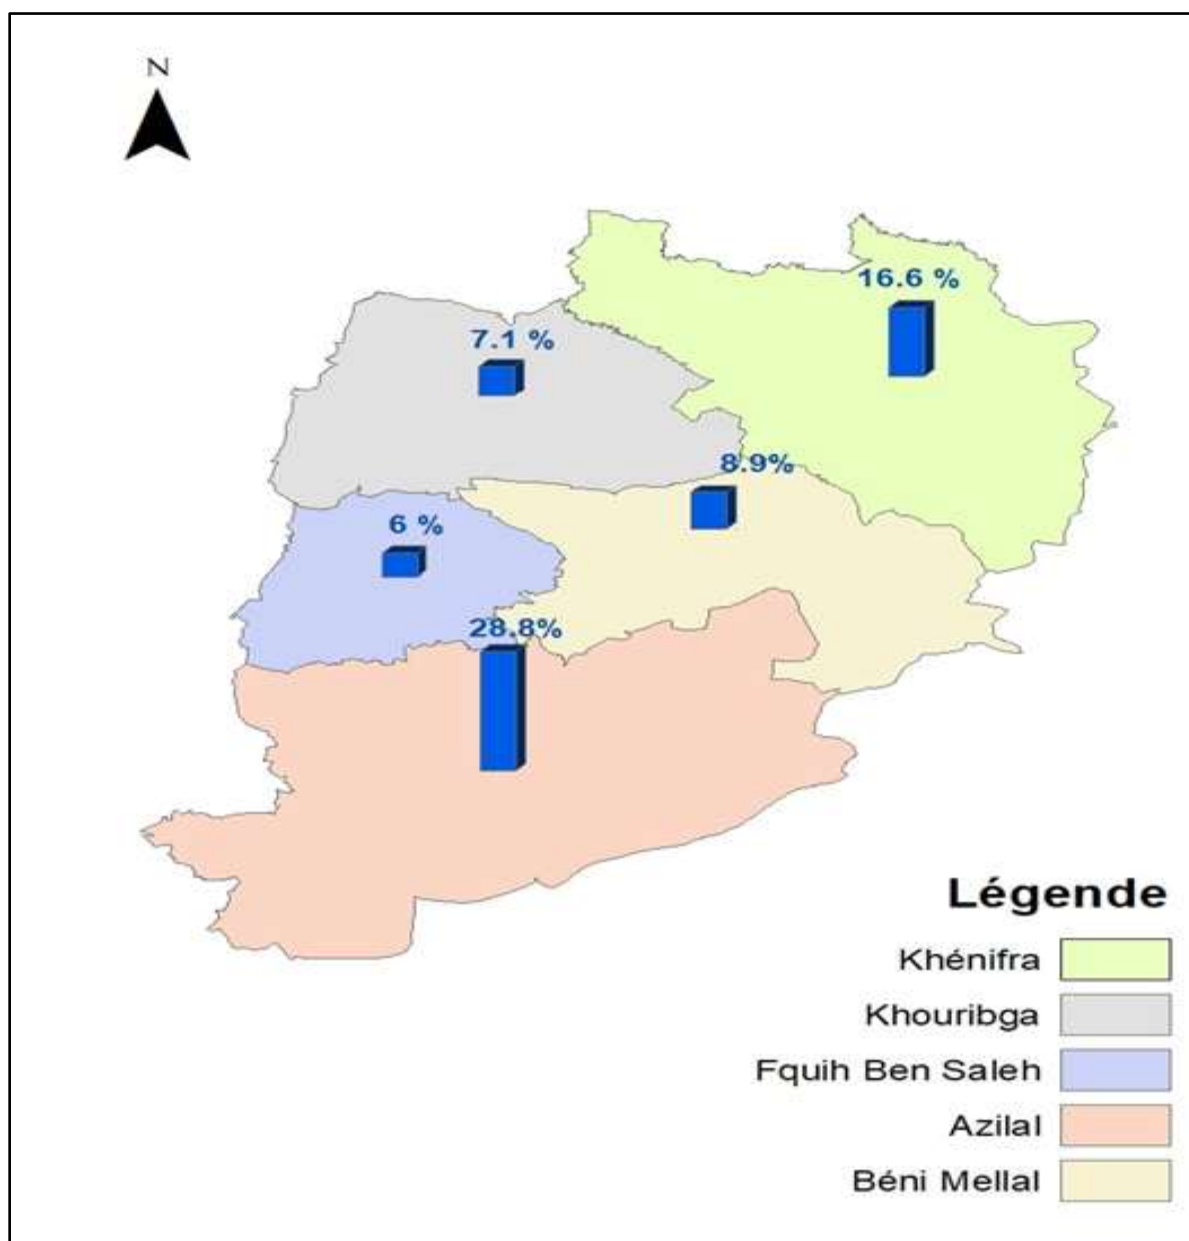 N
16.6 %
7.1 %
8.9%
6 %
28.8%
Légende
Khénifra
Khouribga
Fquih Ben Saleh
Azilal
Béni Mellal